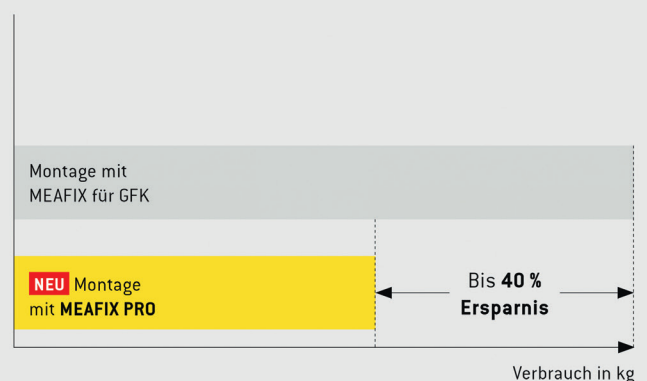 Montage mit
MEAFIX für GFK
NEU Montage
mit MEAFIX PRO
Bis 40 %
Ersparnis
Verbrauch in kg